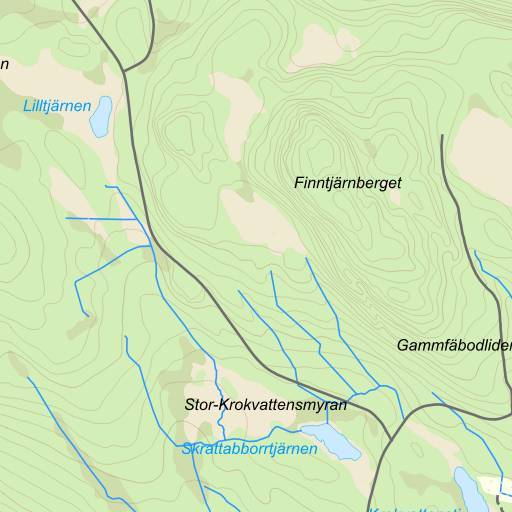 n
Lilltjärnen
Finntjärnberget
Gammfäbodliden
Stor-Krokvattensmyran
Skrattabborrtjärnen